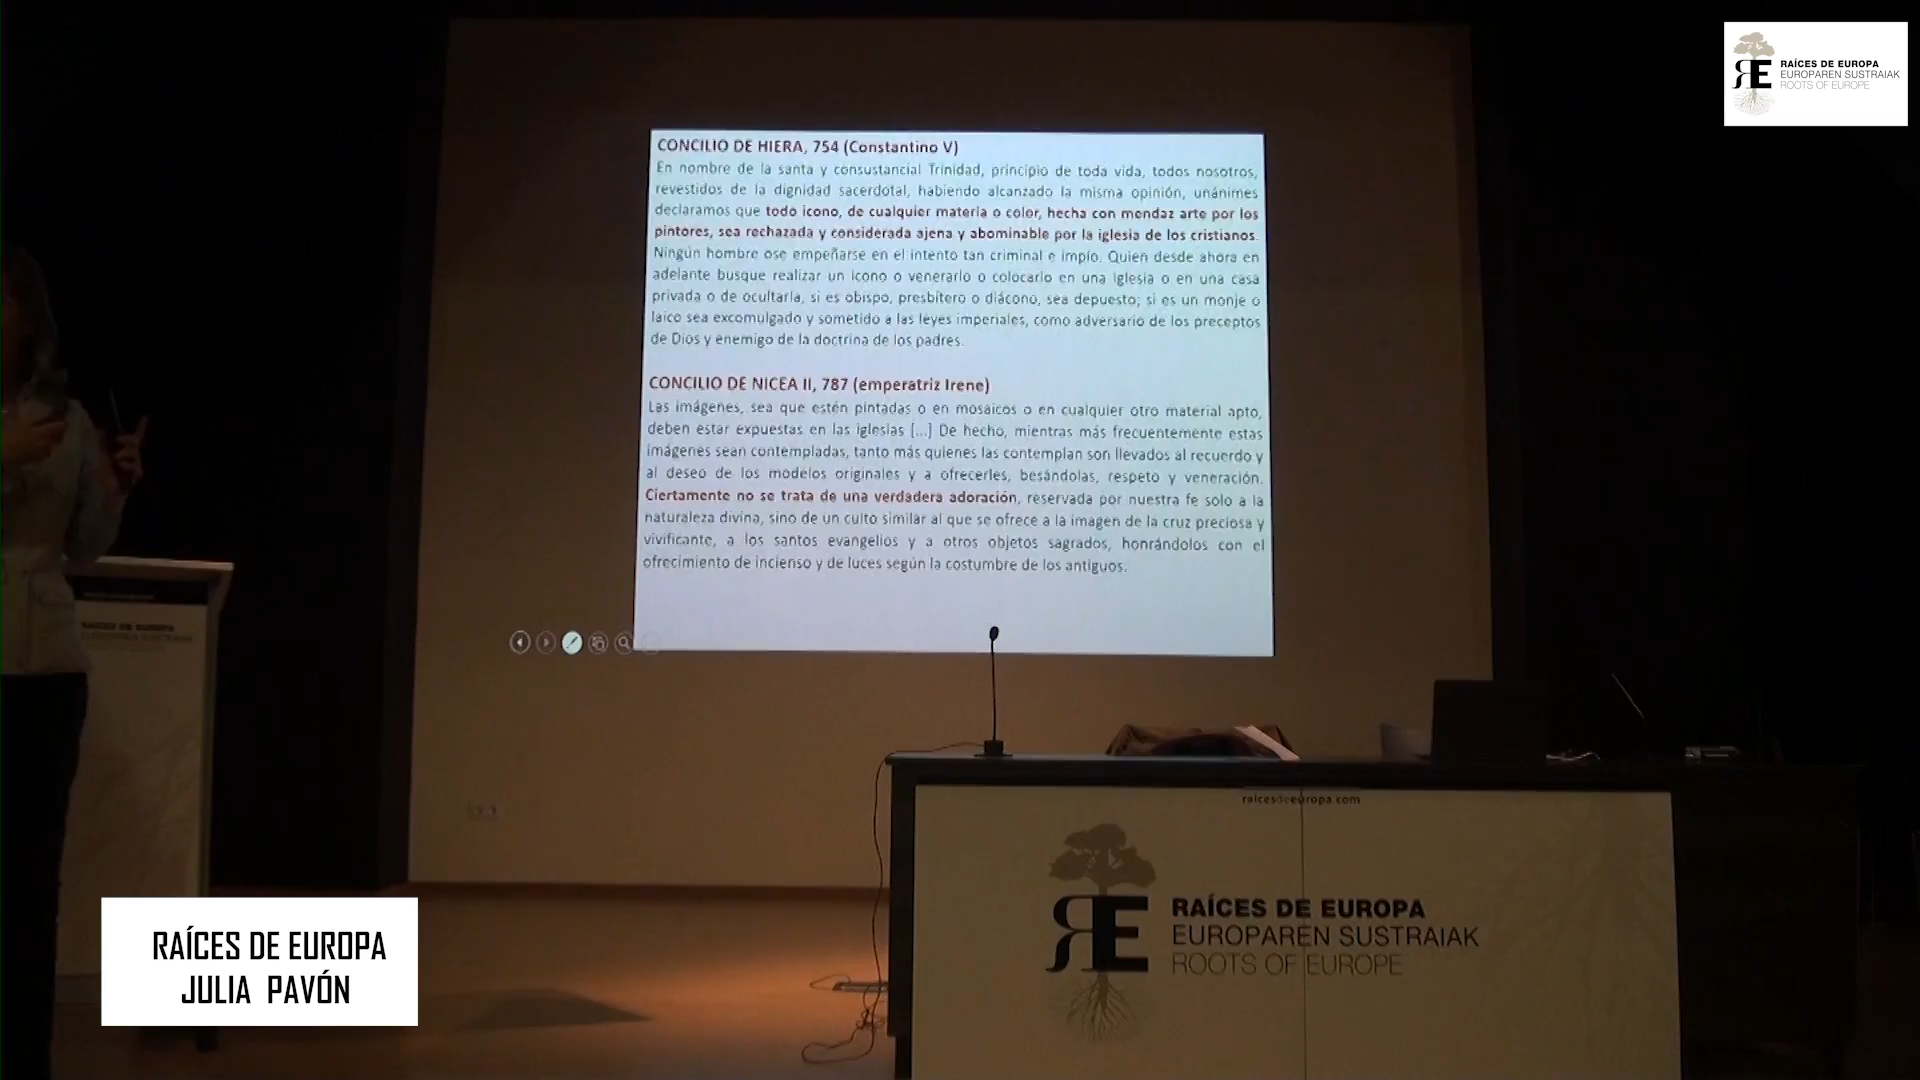 RAÍCES DE EUROPA
EUROPAREN SUSTRAIAK
ROOTS OF EUROPE
CONCILIO DE HIERA, 754 (Constantino V)
En nombre de la santa y consustancial Trinidad, principio de toda vida, todos nosotros,
revestidos de la dignidad sacerdotal, habiendo alcanzado la misma opinión, unánimes
declaramos que todo icono, de cualquier materia o color, hecha con mendaz arte por los
pintores, sea rechazada y considerada ajena y abominable por la iglesia de los cristianos.
Ningún hombre ose empeñarse en el intento tan criminal e impío. Quien desde ahora en
adelante busque realizar un icono o venerarlo o colocarlo en una iglesia o en una casa
privada o de ocultarla, si es obispo, presbítero o diácono, sea depuesto; si es un monje o
laico sea excomulgado y sometido a las leyes imperiales, como adversario de los preceptos
de Dios y enemigo de la doctrina de los padres.
CONCILIO DE NICEA II, 787 (emperatriz Irene)
Las imágenes, sea que estén pintadas o en mosaicos o en cualquier otro material apto,
deben estar expuestas en las iglesias [...] De hecho, mientras más frecuentemente estas
imágenes sean contempladas, tanto más quienes las contemplan son llevados al recuerdo y
al deseo de los modelos originales y a ofrecerles, besándolas, respeto y veneración.
Ciertamente no se trata de una verdadera adoración, reservada por nuestra fe solo a la
naturaleza divina, sino de un culto similar al que se ofrece a la imagen de la cruz preciosa y
vivificante, a los santos evangelios y a otros objetos sagrados, honrándolos con el
ofrecimiento de incienso y de luces según la costumbre de los antiguos.
RAÍCES DE EUROPA
EUROPAREN SUSTRAIAK
raicesdeeuropa.com
RE
RAÍCES DE EUROPA
EUROPAREN SUSTRAIAK
ROOTS OF EUROPE
RAÍCES DE EUROPA
JULIA PAVÓN